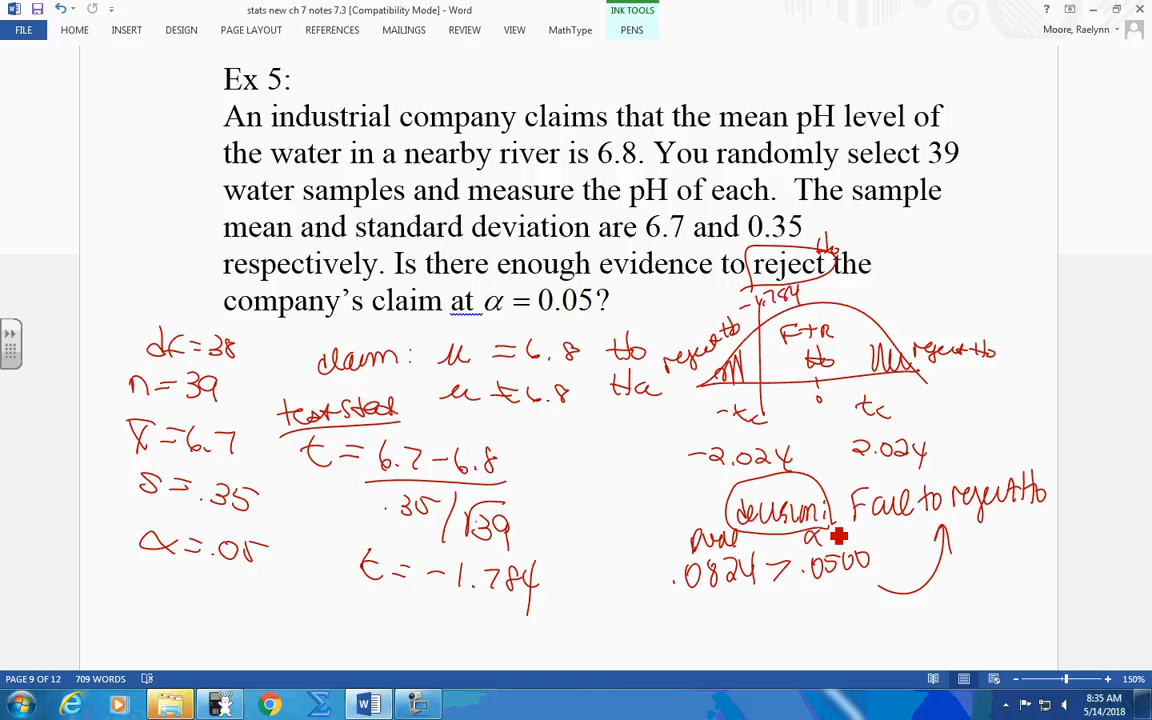 stats new ch 7 notes 7.3 [Compatibility Mode] - Word
INK TOOLS
FILE HOME INSERT DESIGN PAGE LAYOUT REFERENCES MAILINGS REVIEW VIEW MathType PENS
Moore, Raelynn
Ex 5:
An industrial company claims that the mean pH level of
the water in a nearby river is 6.8. You randomly select 39
water samples and measure the pH of each. The sample
mean and standard deviation are 6.7 and 0.35
respectively. Is there enough evidence to reject the
company's claim at α = 0.05?
Ho
-1.784
df = 38
n = 39
x̄ = 6.7
s = .35
α = .05
claim: μ = 6.8 Ho
μ ≠ 6.8 Ha
test stat
t = 6.7 - 6.8
.35/√39
t = -1.784
reject Ho
FTR
Ho
reject Ho
-tc 0 tc
-2.024 2.024
decision: Fail to reject Ho
pval α
.0824 > .0500
PAGE 9 OF 12 709 WORDS
150%
8:35 AM
5/14/2018